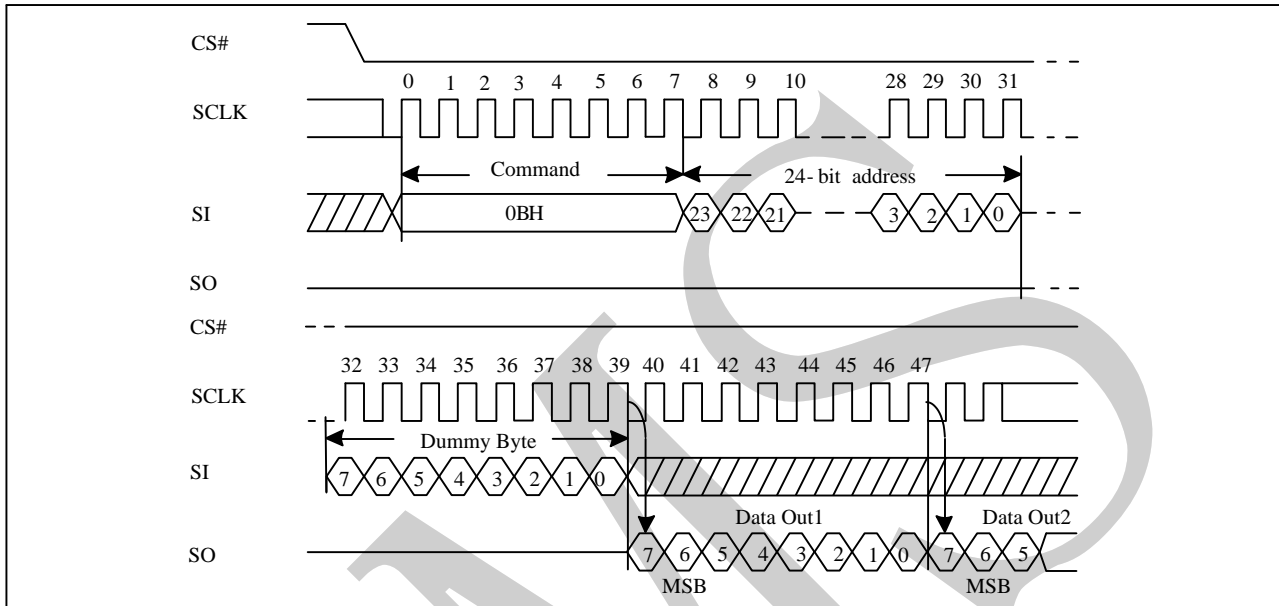 CS#
0 1 2 3 4 5 6 7 8 9 10 28 29 30 31
SCLK
Command 24- bit address
SI 0BH 23 22 21 3 2 1 0
SO
CS#
32 33 34 35 36 37 38 39 40 41 42 43 44 45 46 47
SCLK
Dummy Byte
SI 7 6 5 4 3 2 1 0
Data Out1 Data Out2
SO 7 6 5 4 3 2 1 0 7 6 5
MSB MSB